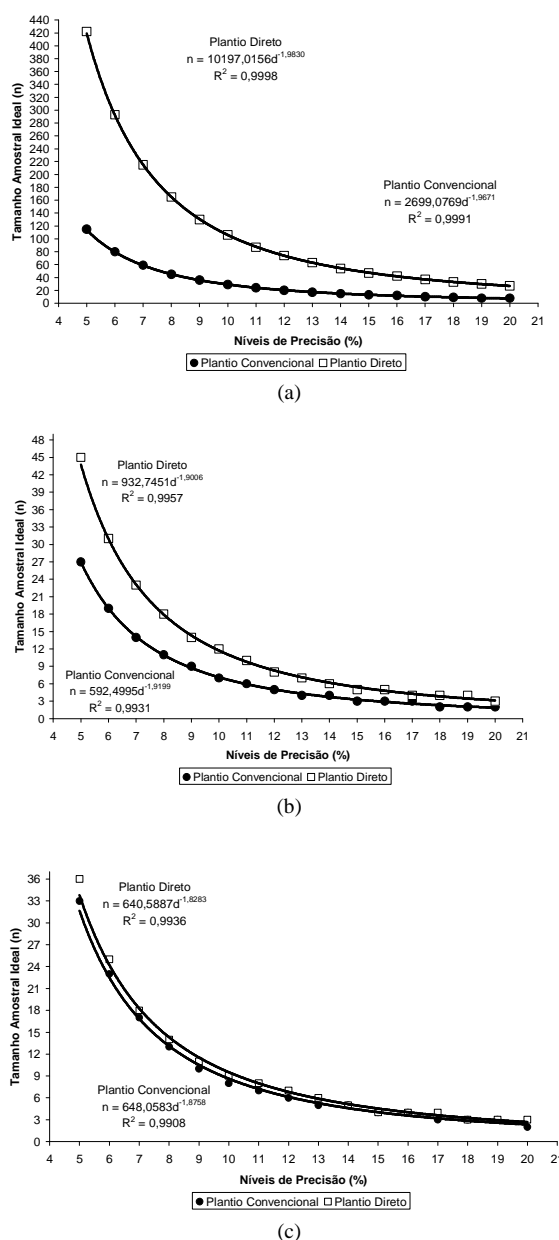 440
420
400
380
360
340
320
300
280
260
240
220
200
180
160
140
120
100
80
60
40
20
0
Tamanho Amostral Ideal (n)
Plantio Direto
n = 10197,0156d^-1,9830
R² = 0,9998
Plantio Convencional
n = 2699,0769d^-1,9671
R² = 0,9991
4 5 6 7 8 9 10 11 12 13 14 15 16 17 18 19 20 21
Níveis de Precisão (%)
Plantio Convencional Plantio Direto
(a)
48
45
42
39
36
33
30
27
24
21
18
15
12
9
6
3
0
Tamanho Amostral Ideal (n)
Plantio Direto
n = 932,7451d^-1,9006
R² = 0,9957
Plantio Convencional
n = 592,4995d^-1,9199
R² = 0,9931
4 5 6 7 8 9 10 11 12 13 14 15 16 17 18 19 20 21
Níveis de Precisão (%)
Plantio Convencional Plantio Direto
(b)
36
33
30
27
24
21
18
15
12
9
6
3
0
Tamanho Amostral Ideal (n)
Plantio Direto
n = 640,5887d^-1,8283
R² = 0,9936
Plantio Convencional
n = 648,0583d^-1,8758
R² = 0,9908
4 5 6 7 8 9 10 11 12 13 14 15 16 17 18 19 20 21
Níveis de Precisão (%)
Plantio Convencional Plantio Direto
(c)